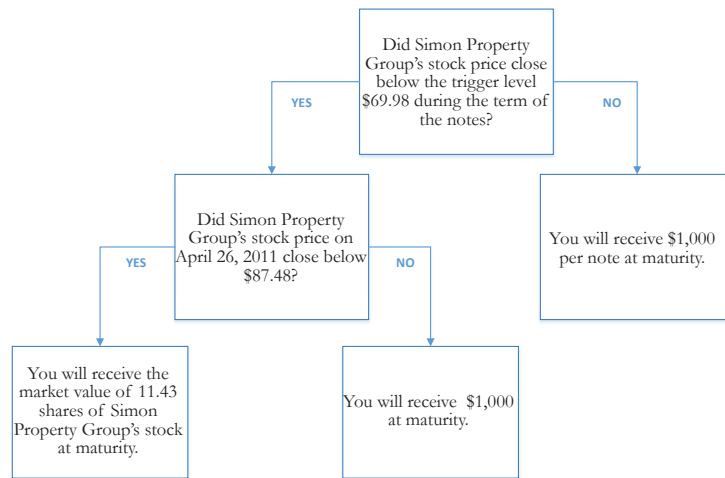 Did Simon Property
Group's stock price close
below the trigger level
$69.98 during the term of
the notes?
YES
NO
Did Simon Property
Group's stock price on
April 26, 2011 close below
$87.48?
You will receive $1,000
per note at maturity.
YES
NO
You will receive the
market value of 11.43
shares of Simon
Property Group's stock
at maturity.
You will receive $1,000
at maturity.